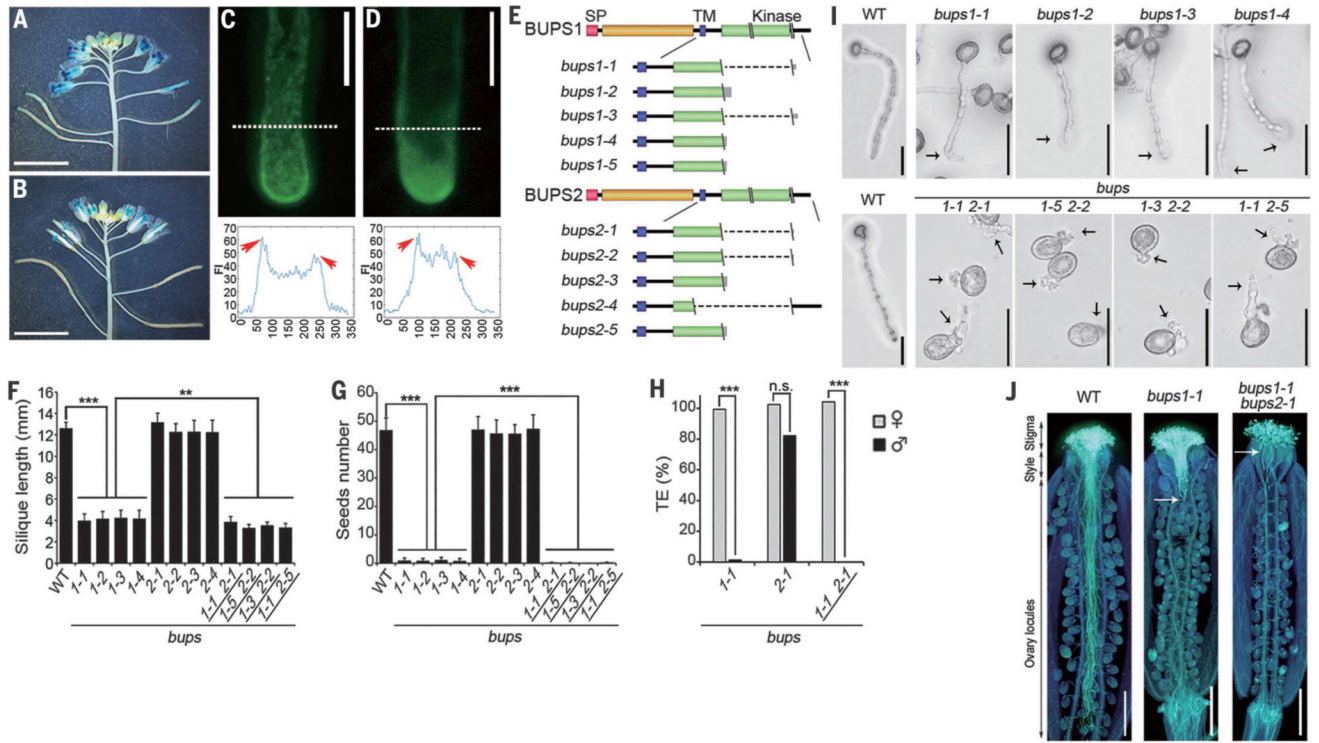 A
B
C
D
FI
70
60
50
40
30
20
10
0
0 50 100 150 200 250 300 350
70
60
50
40
30
20
10
0
0 50 100 150 200 250 300 350
E
SP TM Kinase
BUPS1
bups1-1
bups1-2
bups1-3
bups1-4
bups1-5
BUPS2
bups2-1
bups2-2
bups2-3
bups2-4
bups2-5
I
WT bups1-1 bups1-2 bups1-3 bups1-4
bups
WT 1-1 2-1 1-5 2-2 1-3 2-2 1-1 2-5
F
Silique length (mm)
16
14
12
10
8
6
4
2
0
*** **
WT 1-1 1-2 1-3 1-4 2-1 2-2 2-3 2-4 1-1 2-1 1-5 2-2 1-3 2-2 1-1 2-5
bups
G
Seeds number
60
50
40
30
20
10
0
*** ***
WT 1-1 1-2 1-3 1-4 2-1 2-2 2-3 2-4 1-1 2-1 1-5 2-2 1-3 2-2 1-1 2-5
bups
H
TE (%)
100
80
60
40
20
0
*** n.s. ***
♀
♂
1-1 2-1 1-1 2-1
bups
J
WT bups1-1 bups1-1
bups2-1
Stigma
Style
Ovary locules